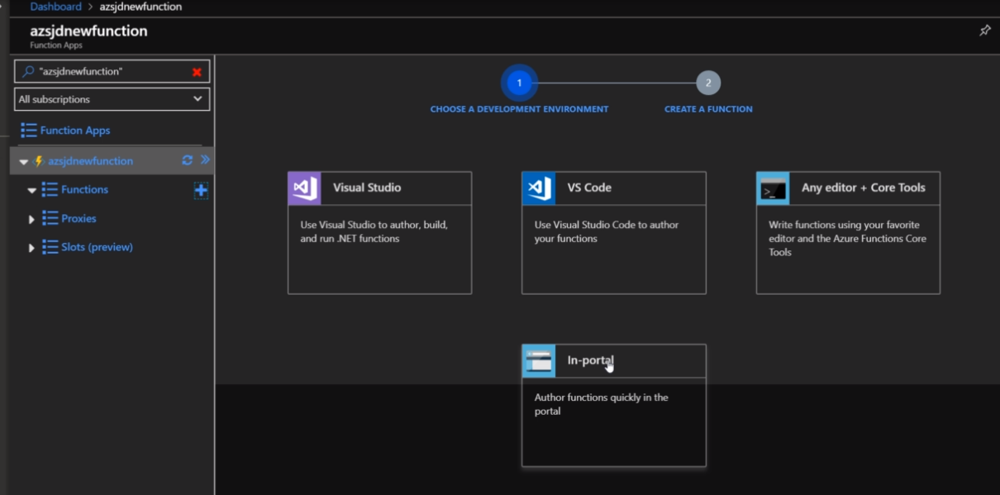 Dashboard > azsjdnewfunction
azsjdnewfunction
Function Apps
"azsjdnewfunction"
All subscriptions
Function Apps
azsjdnewfunction
Functions
Proxies
Slots (preview)
1
2
CHOOSE A DEVELOPMENT ENVIRONMENT
CREATE A FUNCTION
Visual Studio
Use Visual Studio to author, build,
and run .NET functions
VS Code
Use Visual Studio Code to author
your functions
Any editor + Core Tools
Write functions using your favorite
editor and the Azure Functions Core
Tools
In-portal
Author functions quickly in the
portal